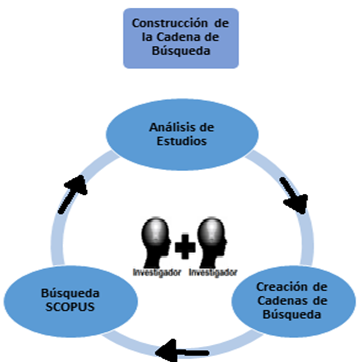 Construcción de
la Cadena de
Búsqueda
Análisis de
Estudios
Investigador
Investigador
Búsqueda
SCOPUS
Creación de
Cadenas de
Búsqueda